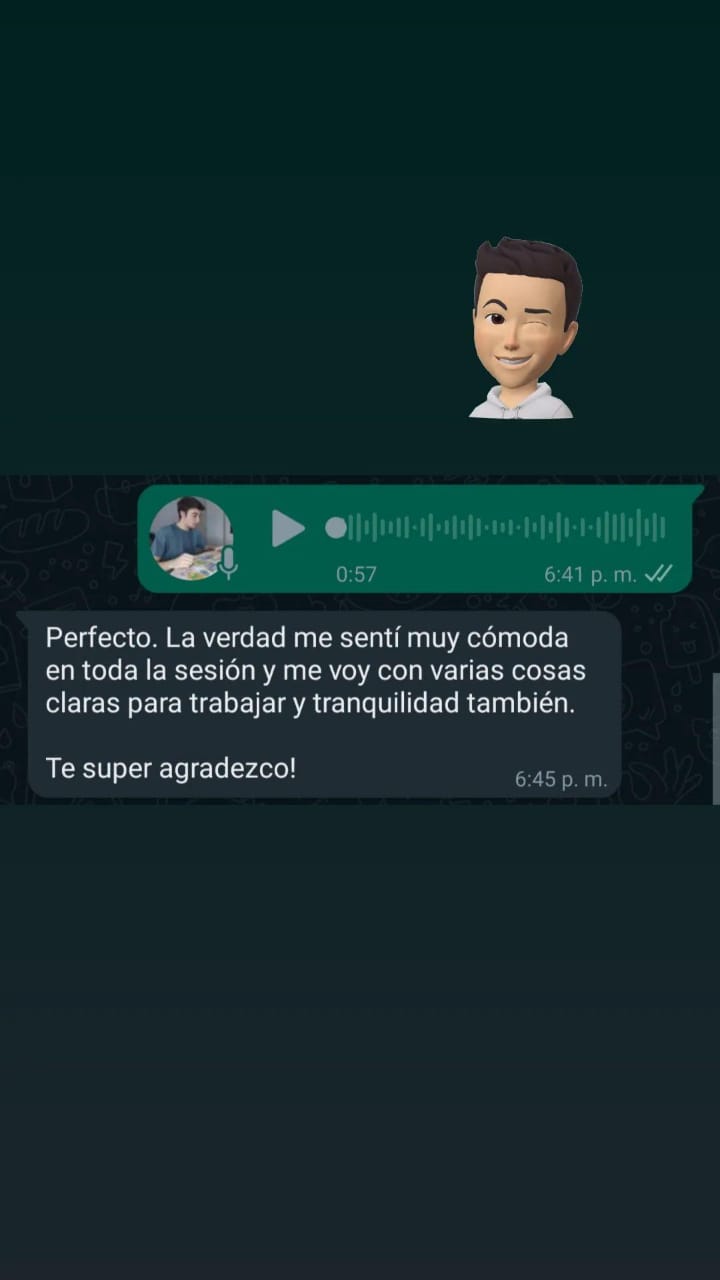 0:57
6:41 p. m.
Perfecto. La verdad me sentí muy cómoda
en toda la sesión y me voy con varias cosas
claras para trabajar y tranquilidad también.
Te super agradezco!
6:45 p. m.